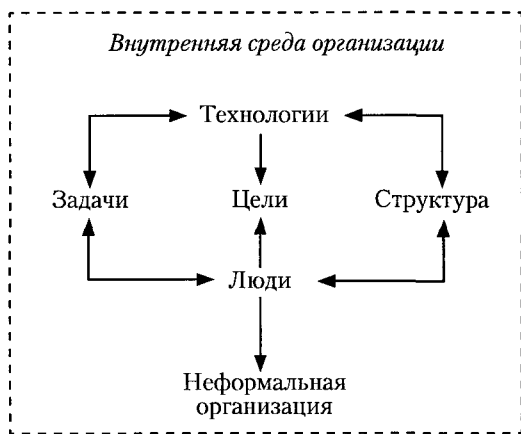 Внутренняя среда организации
Технологии
Задачи Цели Структура
Люди
Неформальная
организация